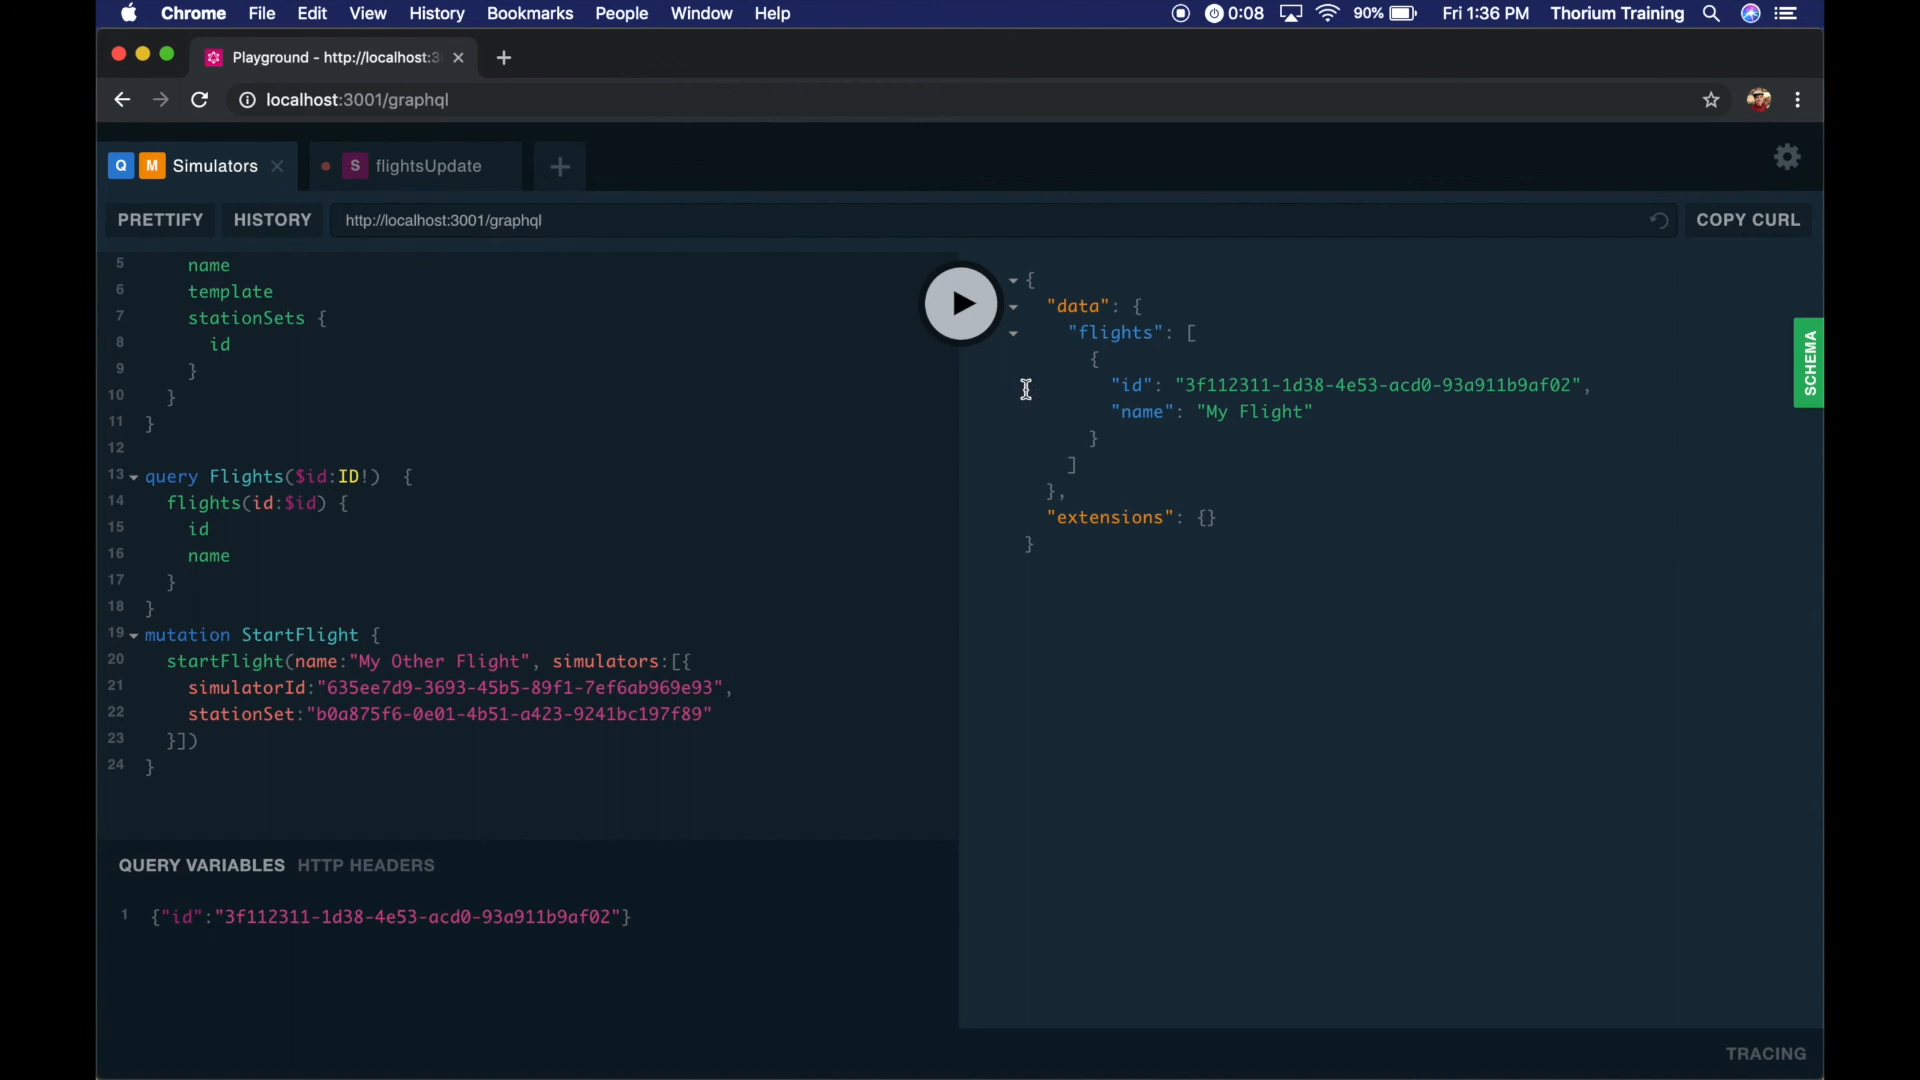 Chrome File Edit View History Bookmarks People Window Help 0:08 90% Fri 1:36 PM Thorium Training
Playground - http://localhost:3
localhost:3001/graphql
Q M Simulators S flightsUpdate
PRETTIFY HISTORY http://localhost:3001/graphql COPY CURL
5 name
6 template
7 stationSets {
8 id
9 }
10 }
11 }
12
13 query Flights($id:ID!)  {
14 flights(id:$id) {
15 id
16 name
17 }
18 }
19 mutation StartFlight {
20 startFlight(name:"My Other Flight", simulators:[{
21 simulatorId:"635ee7d9-3693-45b5-89f1-7ef6ab969e93",
22 stationSet:"b0a875f6-0e01-4b51-a423-9241bc197f89"
23 }])
24 }
QUERY VARIABLES HTTP HEADERS
1 {"id":"3f112311-1d38-4e53-acd0-93a911b9af02"}
{
"data": {
"flights": [
{
"id": "3f112311-1d38-4e53-acd0-93a911b9af02",
"name": "My Flight"
}
]
},
"extensions": {}
}
SCHEMA
TRACING